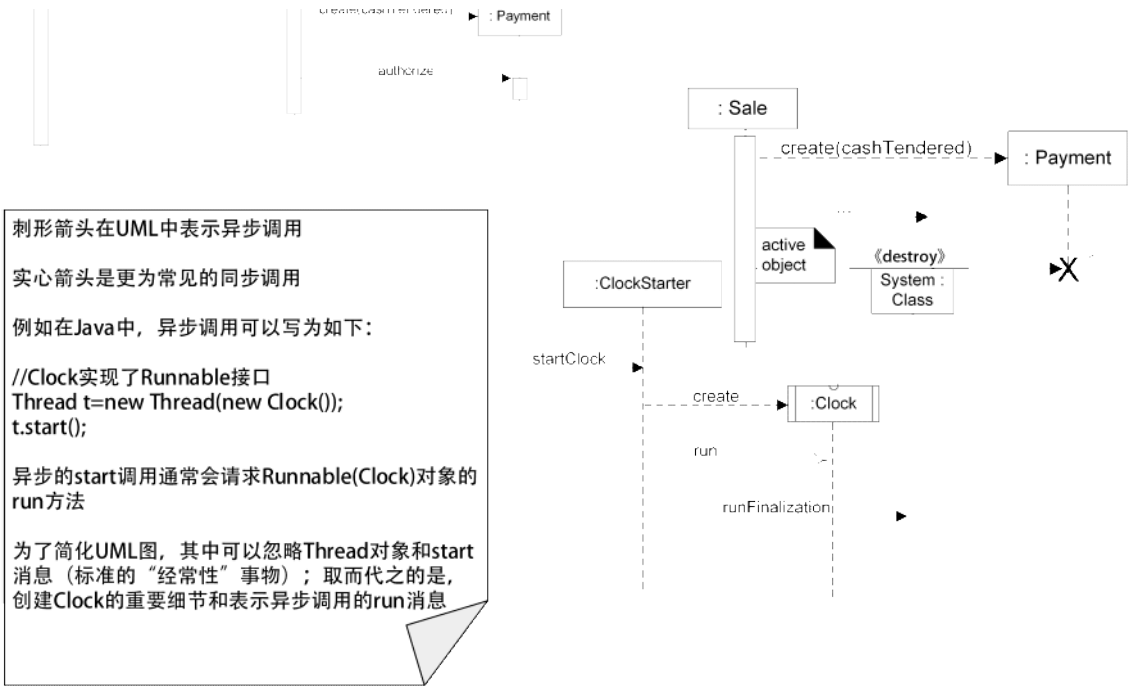 create(cashTendered)
: Payment
authorize
: Sale
create(cashTendered)
: Payment
...
active
object
《destroy》
System :
Class
:ClockStarter
startClock
create
:Clock
run
runFinalization
刺形箭头在UML中表示异步调用
实心箭头是更为常见的同步调用
例如在Java中，异步调用可以写为如下：
//Clock实现了Runnable接口
Thread t=new Thread(new Clock());
t.start();
异步的start调用通常会请求Runnable(Clock)对象的
run方法
为了简化UML图，其中可以忽略Thread对象和start
消息（标准的“经常性”事物）；取而代之的是，
创建Clock的重要细节和表示异步调用的run消息